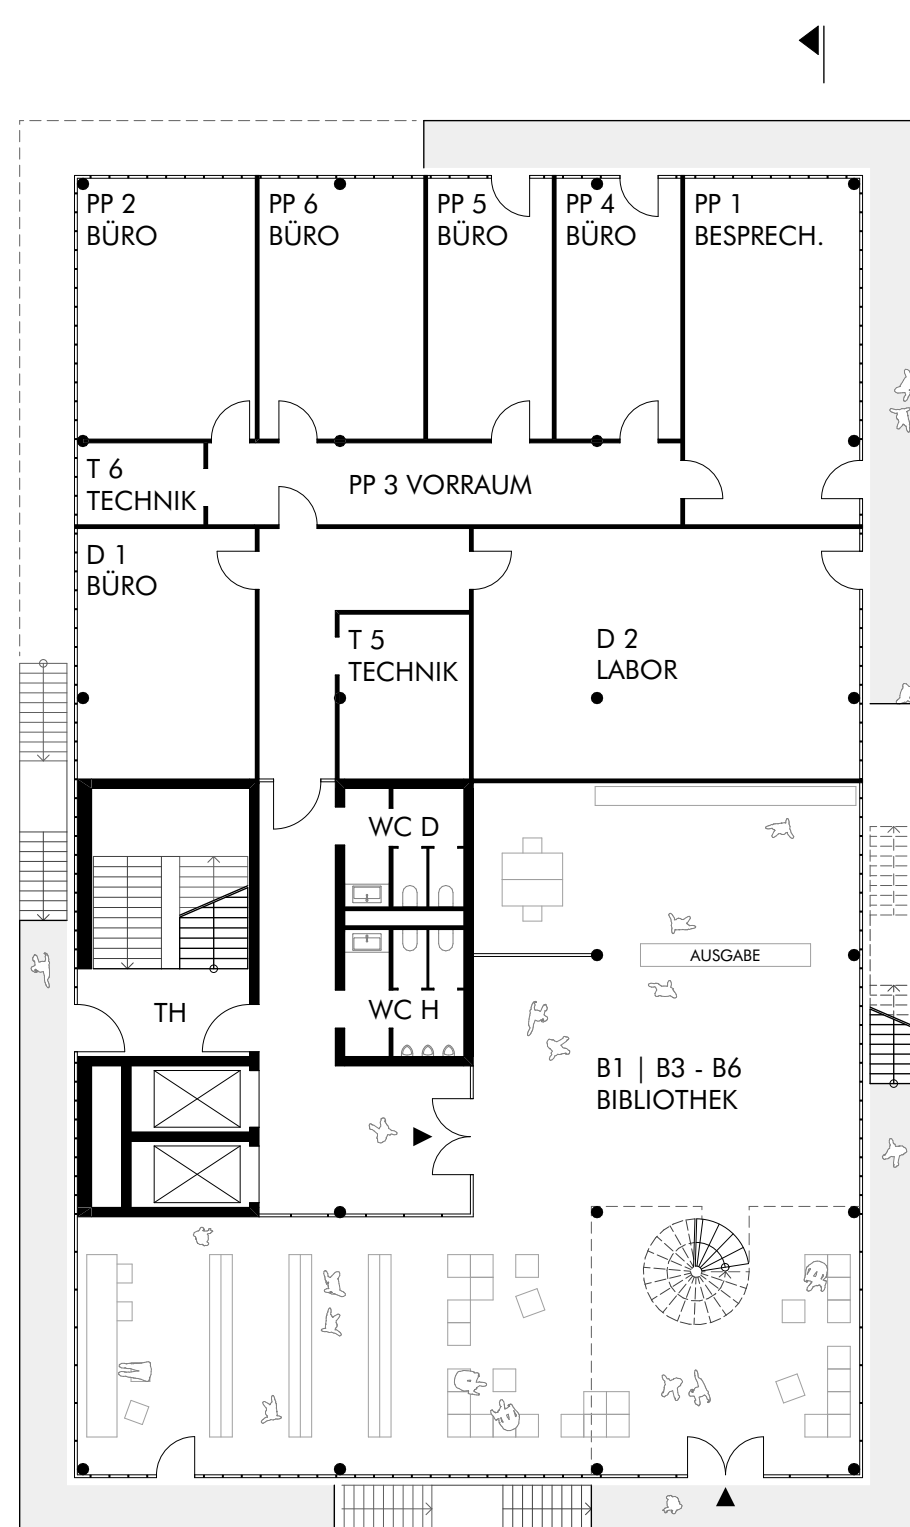 PP 2
BÜRO
PP 6
BÜRO
PP 5
BÜRO
PP 4
BÜRO
PP 1
BESPRECH.
T 6
TECHNIK
PP 3 VORRAUM
D 1
BÜRO
T 5
TECHNIK
D 2
LABOR
WC D
AUSGABE
TH
WC H
B1 | B3 - B6
BIBLIOTHEK